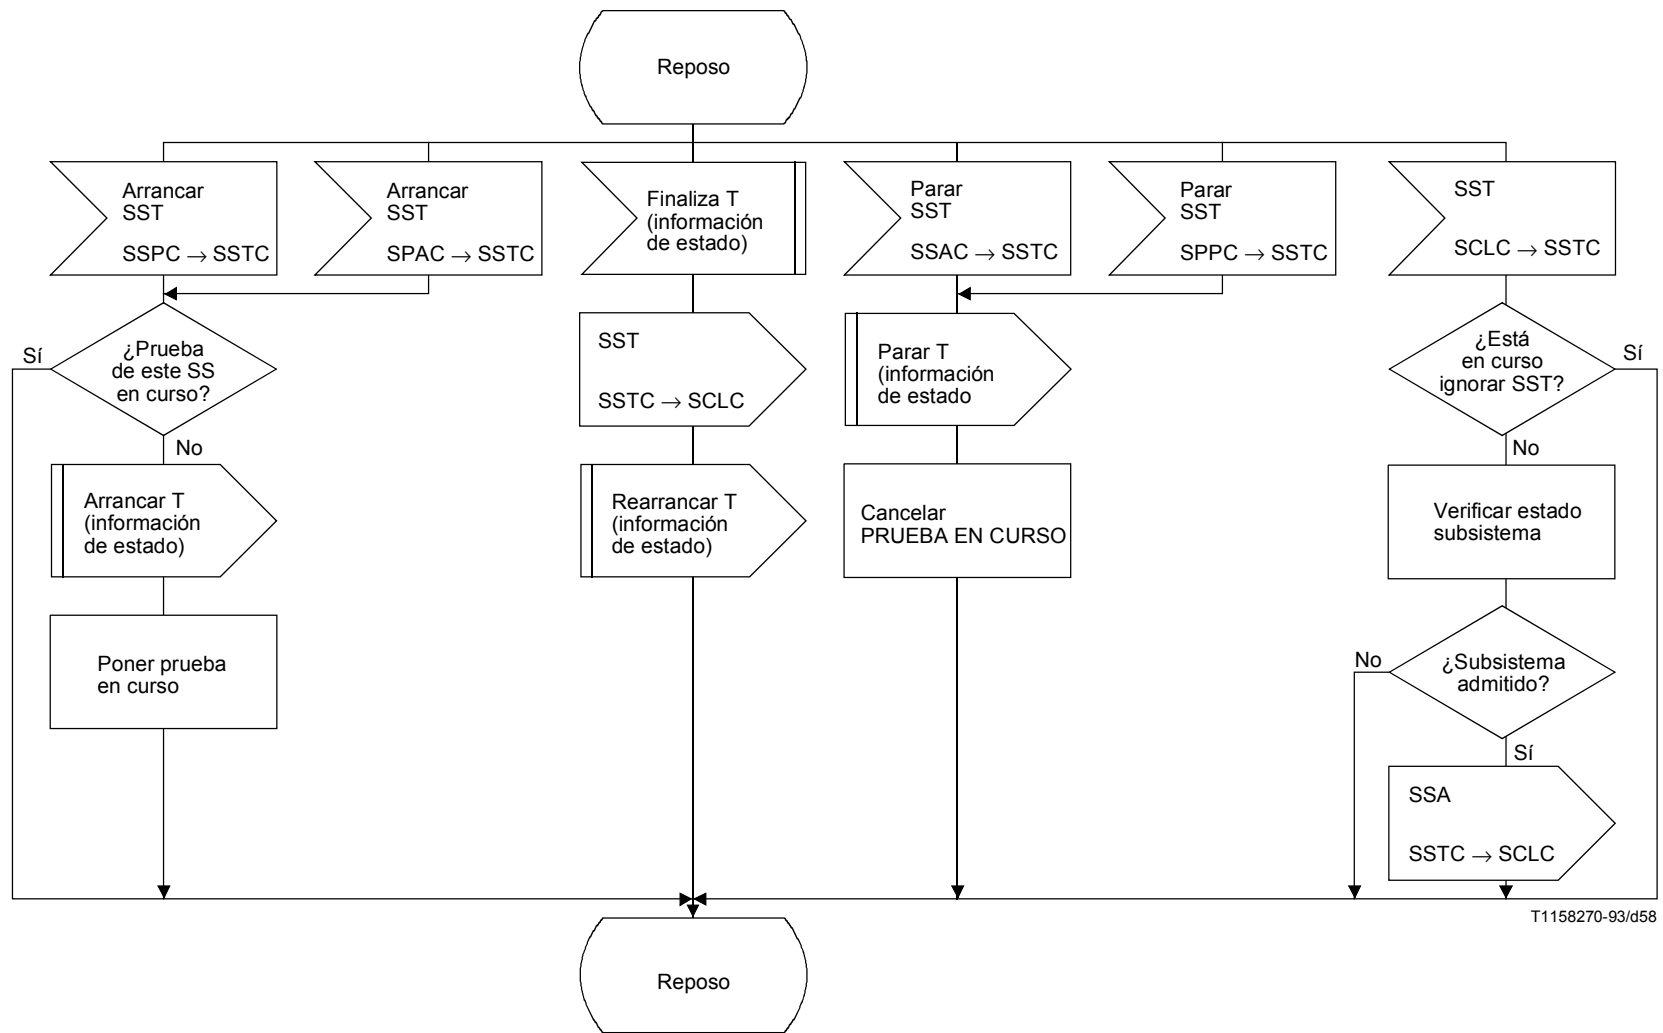 Reposo
Arrancar
SST
SSPC → SSTC
Arrancar
SST
SPAC → SSTC
Finaliza T
(información
de estado)
Parar
SST
SSAC → SSTC
Parar
SST
SPPC → SSTC
SST
SCLC → SSTC
Sí
¿Prueba
de este SS
en curso?
No
SST
SSTC → SCLC
Parar T
(información
de estado
¿Está
en curso
ignorar SST?
Sí
No
Arrancar T
(información
de estado)
Rearrancar T
(información
de estado)
Cancelar
PRUEBA EN CURSO
Verificar estado
subsistema
Poner prueba
en curso
No
¿Subsistema
admitido?
Sí
SSA
SSTC → SCLC
T1158270-93/d58
Reposo